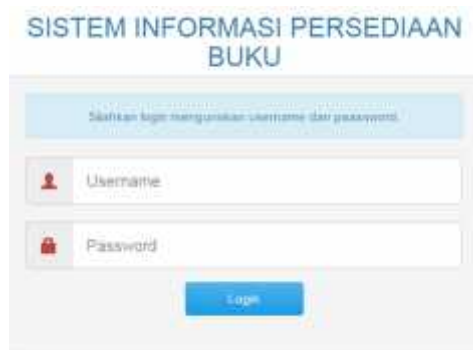 SISTEM INFORMASI PERSEDIAAN
BUKU
Silahkan login menggunakan username dan password.
Username
Password
Login